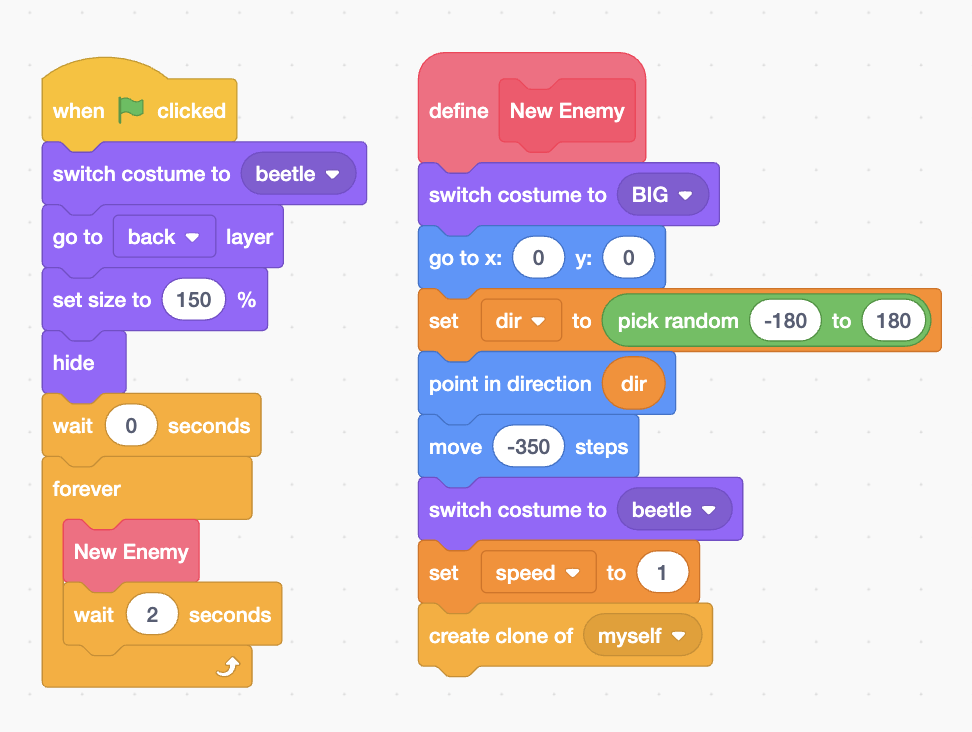 when clicked
switch costume to beetle
go to back layer
set size to 150 %
hide
wait 0 seconds
forever
New Enemy
wait 2 seconds
define New Enemy
switch costume to BIG
go to x: 0 y: 0
set dir to pick random -180 to 180
point in direction dir
move -350 steps
switch costume to beetle
set speed to 1
create clone of myself